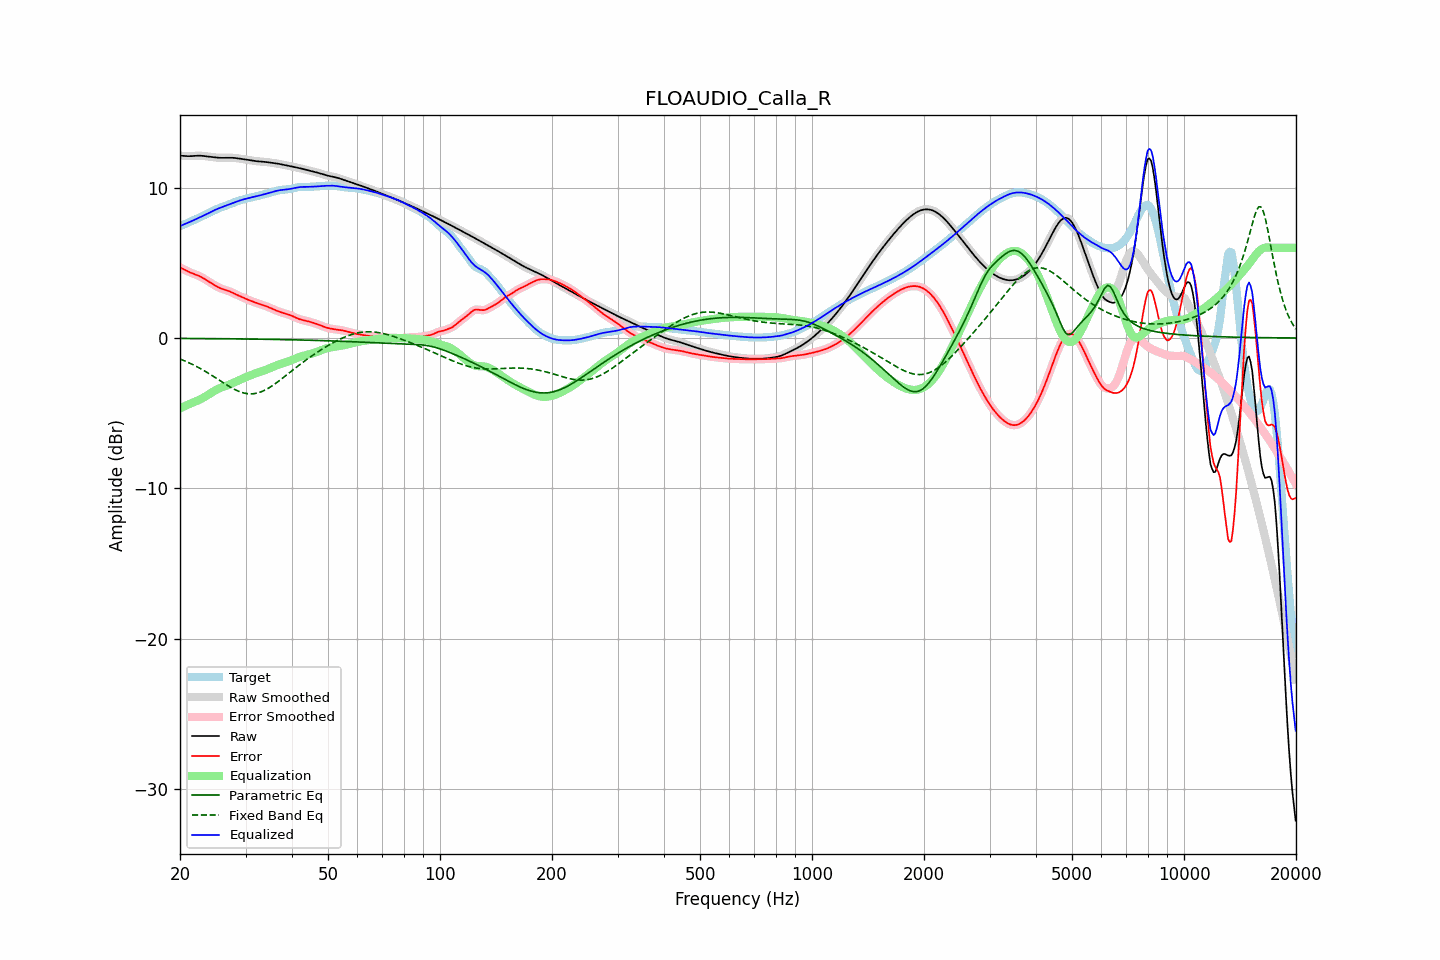 FLOAUDIO_Calla_R
10
0
−10
−20
−30
Amplitude (dBr)
20
50
100
200
500
1000
2000
5000
10000
20000
Frequency (Hz)
Target
Raw Smoothed
Error Smoothed
Raw
Error
Equalization
Parametric Eq
Fixed Band Eq
Equalized